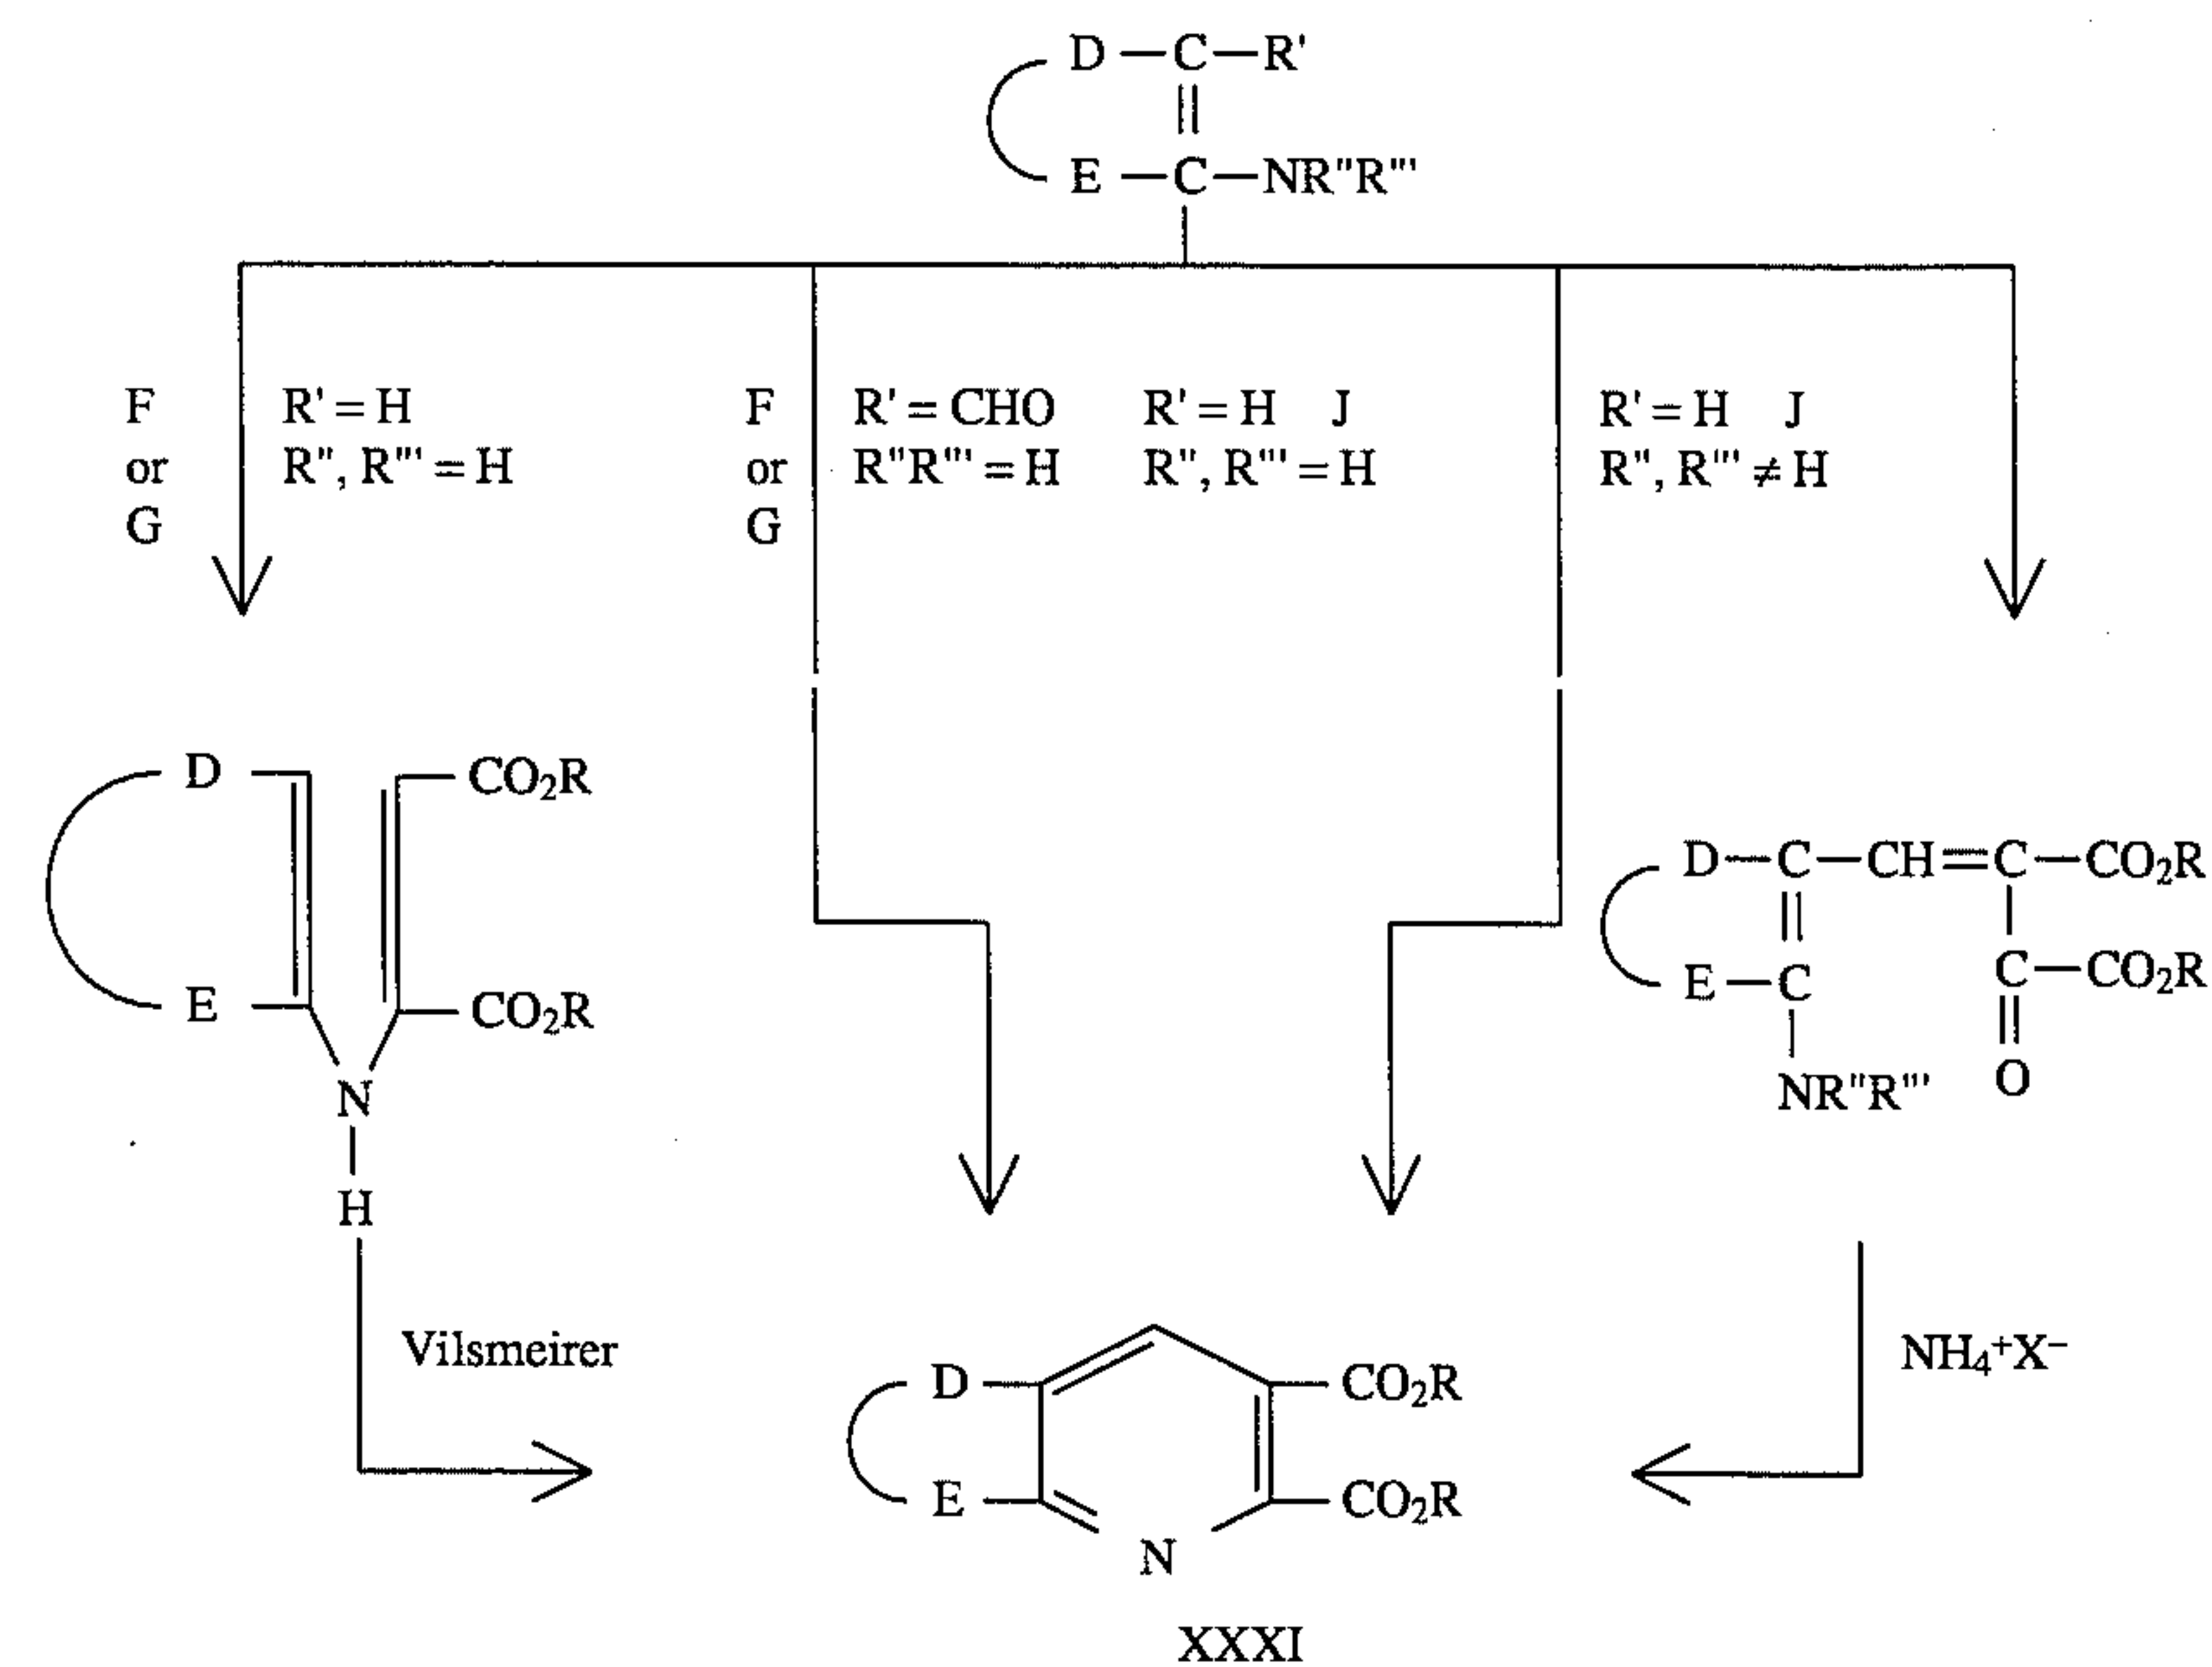 D—C—R'
E—C—NR"R'''
F R'=H F R'=CHO R'=H J R'=H J
or R", R'''=H or R"R'''=H R", R'''=H R", R'''≠H
G G
D CO₂R
D—C—CH=C—CO₂R
E CO₂R
E—C C—CO₂R
N NR"R''' O
H
Vilsmeirer NH₄⁺X⁻
D CO₂R
E CO₂R
N
XXXI